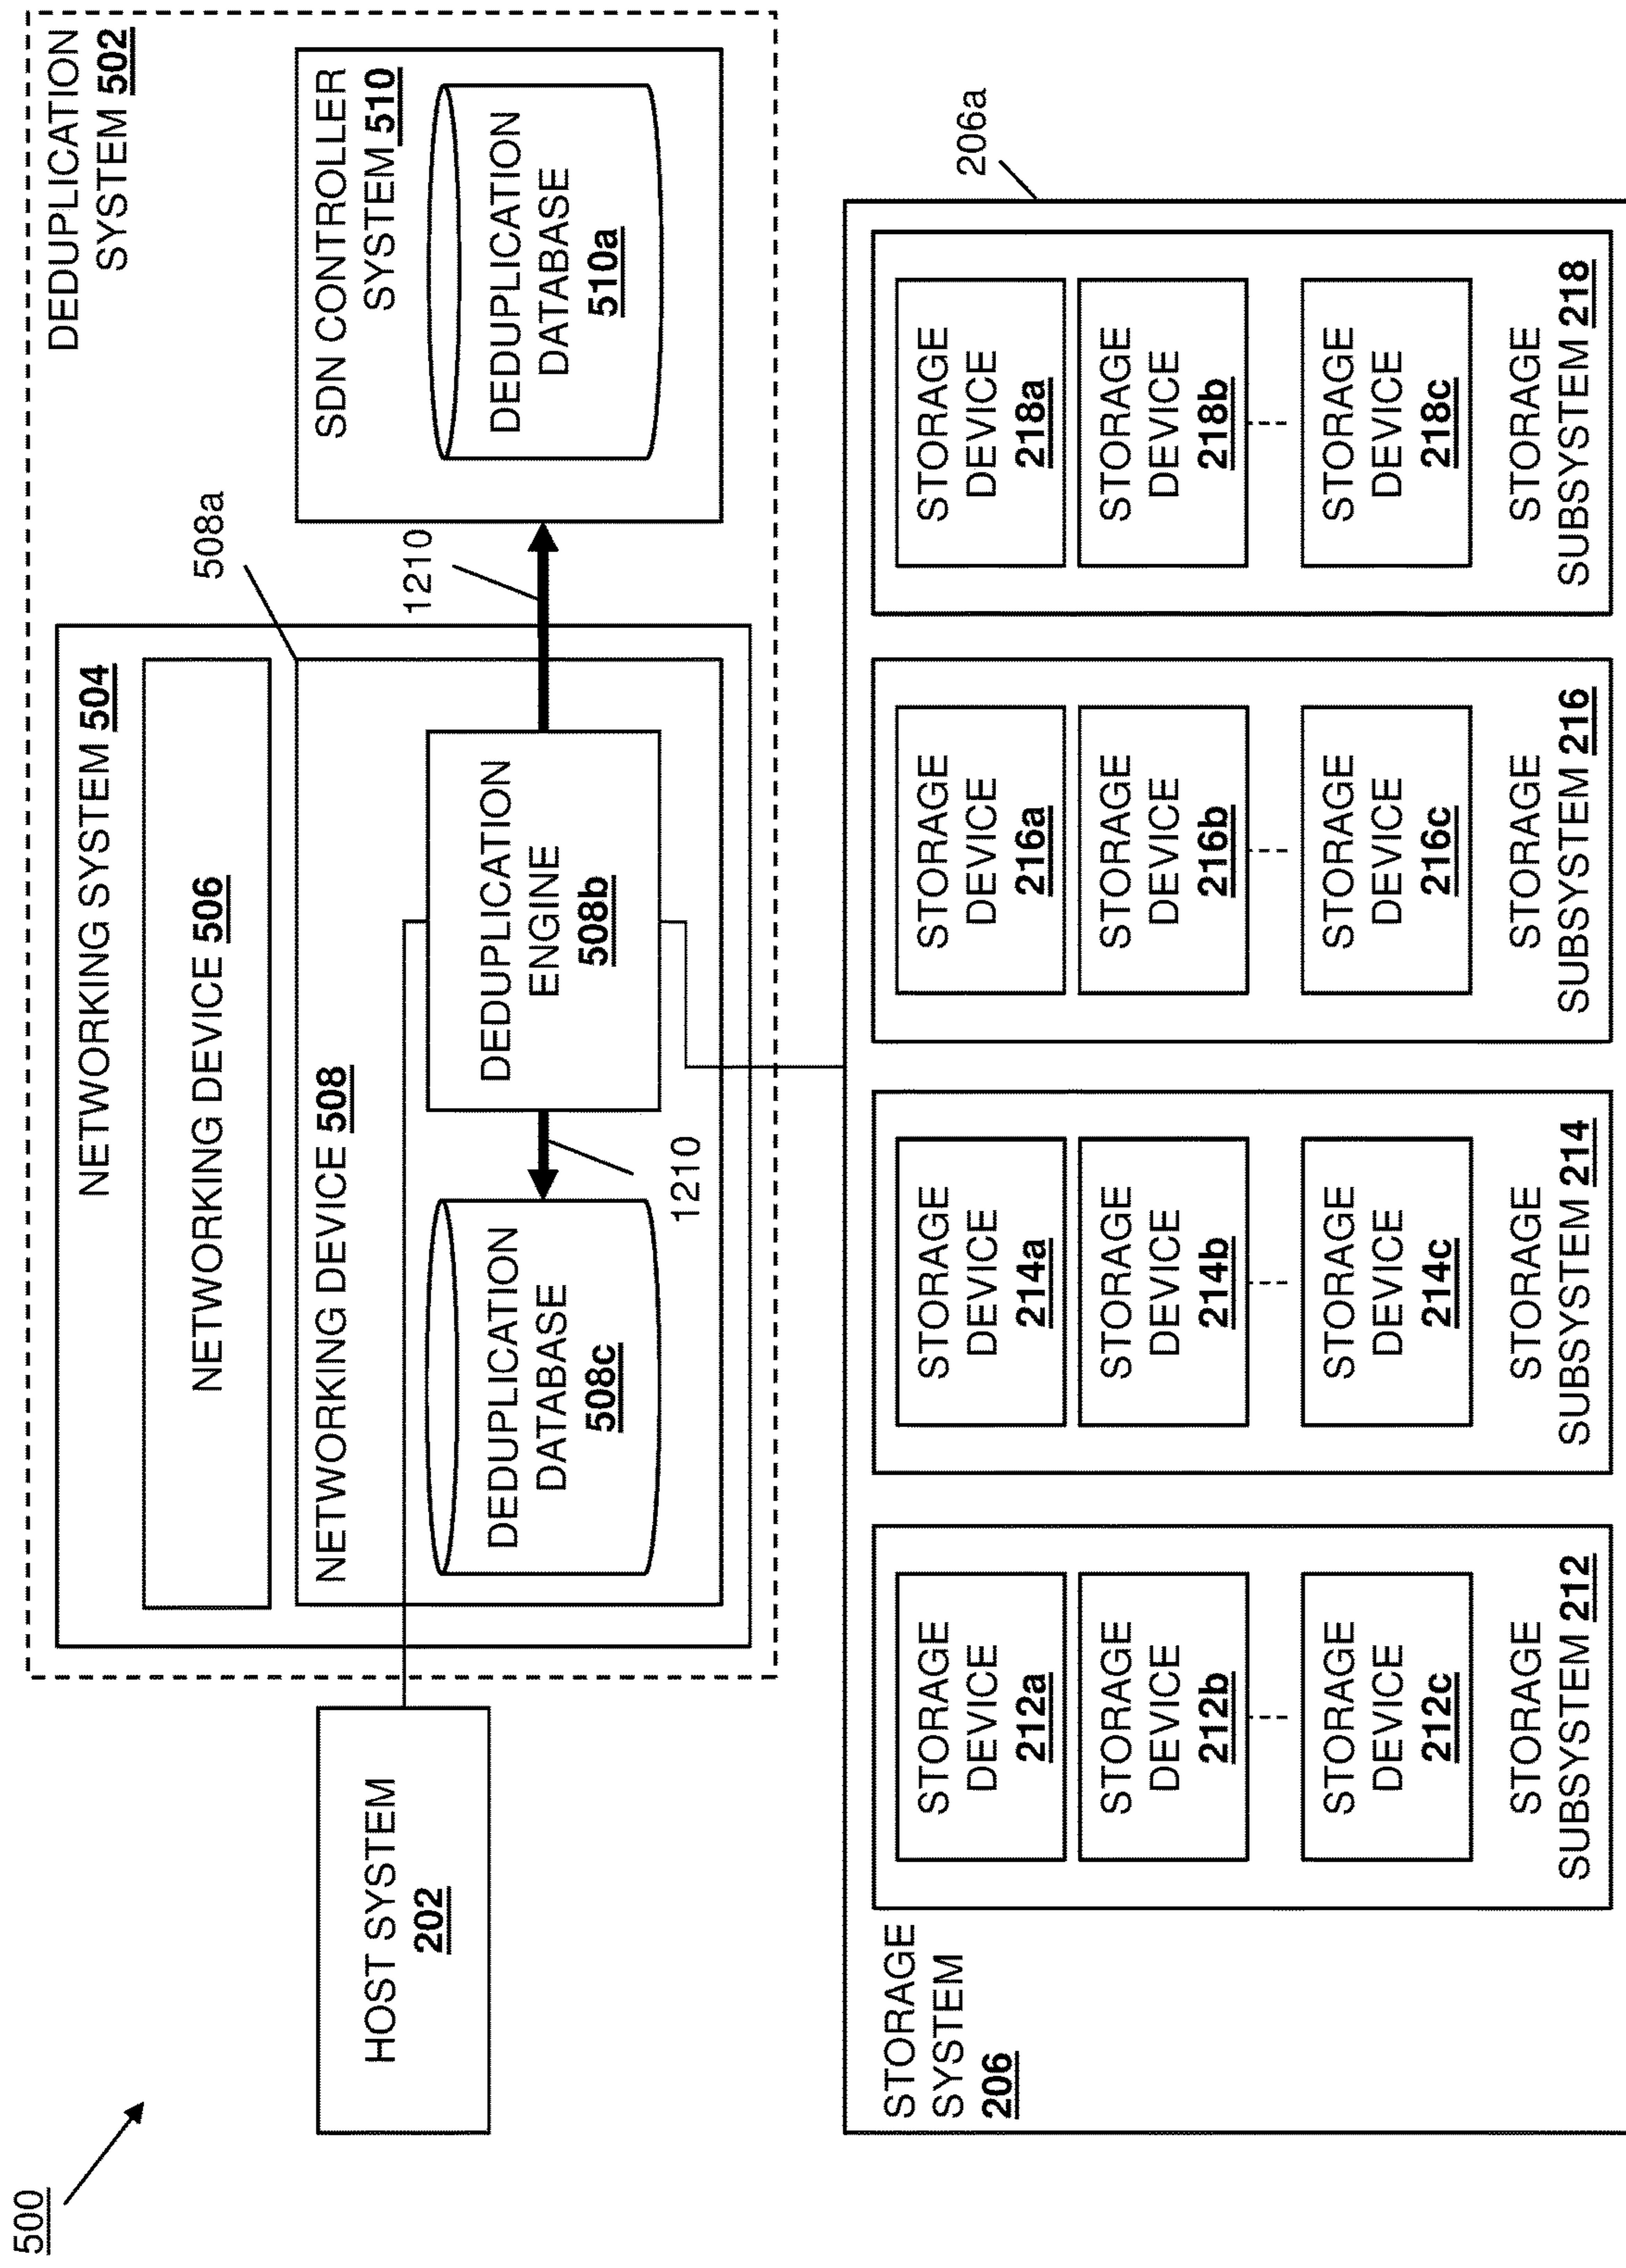 500
DEDUPLICATION
SYSTEM 502
NETWORKING SYSTEM 504
NETWORKING DEVICE 506
508a
NETWORKING DEVICE 508
DEDUPLICATION
DATABASE
508c
1210
DEDUPLICATION
ENGINE
508b
1210
SDN CONTROLLER
SYSTEM 510
DEDUPLICATION
DATABASE
510a
HOST SYSTEM
202
206a
STORAGE
SYSTEM
206
STORAGE
DEVICE
212a
STORAGE
DEVICE
212b
STORAGE
DEVICE
212c
STORAGE
SUBSYSTEM 212
STORAGE
DEVICE
214a
STORAGE
DEVICE
214b
STORAGE
DEVICE
214c
STORAGE
SUBSYSTEM 214
STORAGE
DEVICE
216a
STORAGE
DEVICE
216b
STORAGE
DEVICE
216c
STORAGE
SUBSYSTEM 216
STORAGE
DEVICE
218a
STORAGE
DEVICE
218b
STORAGE
DEVICE
218c
STORAGE
SUBSYSTEM 218